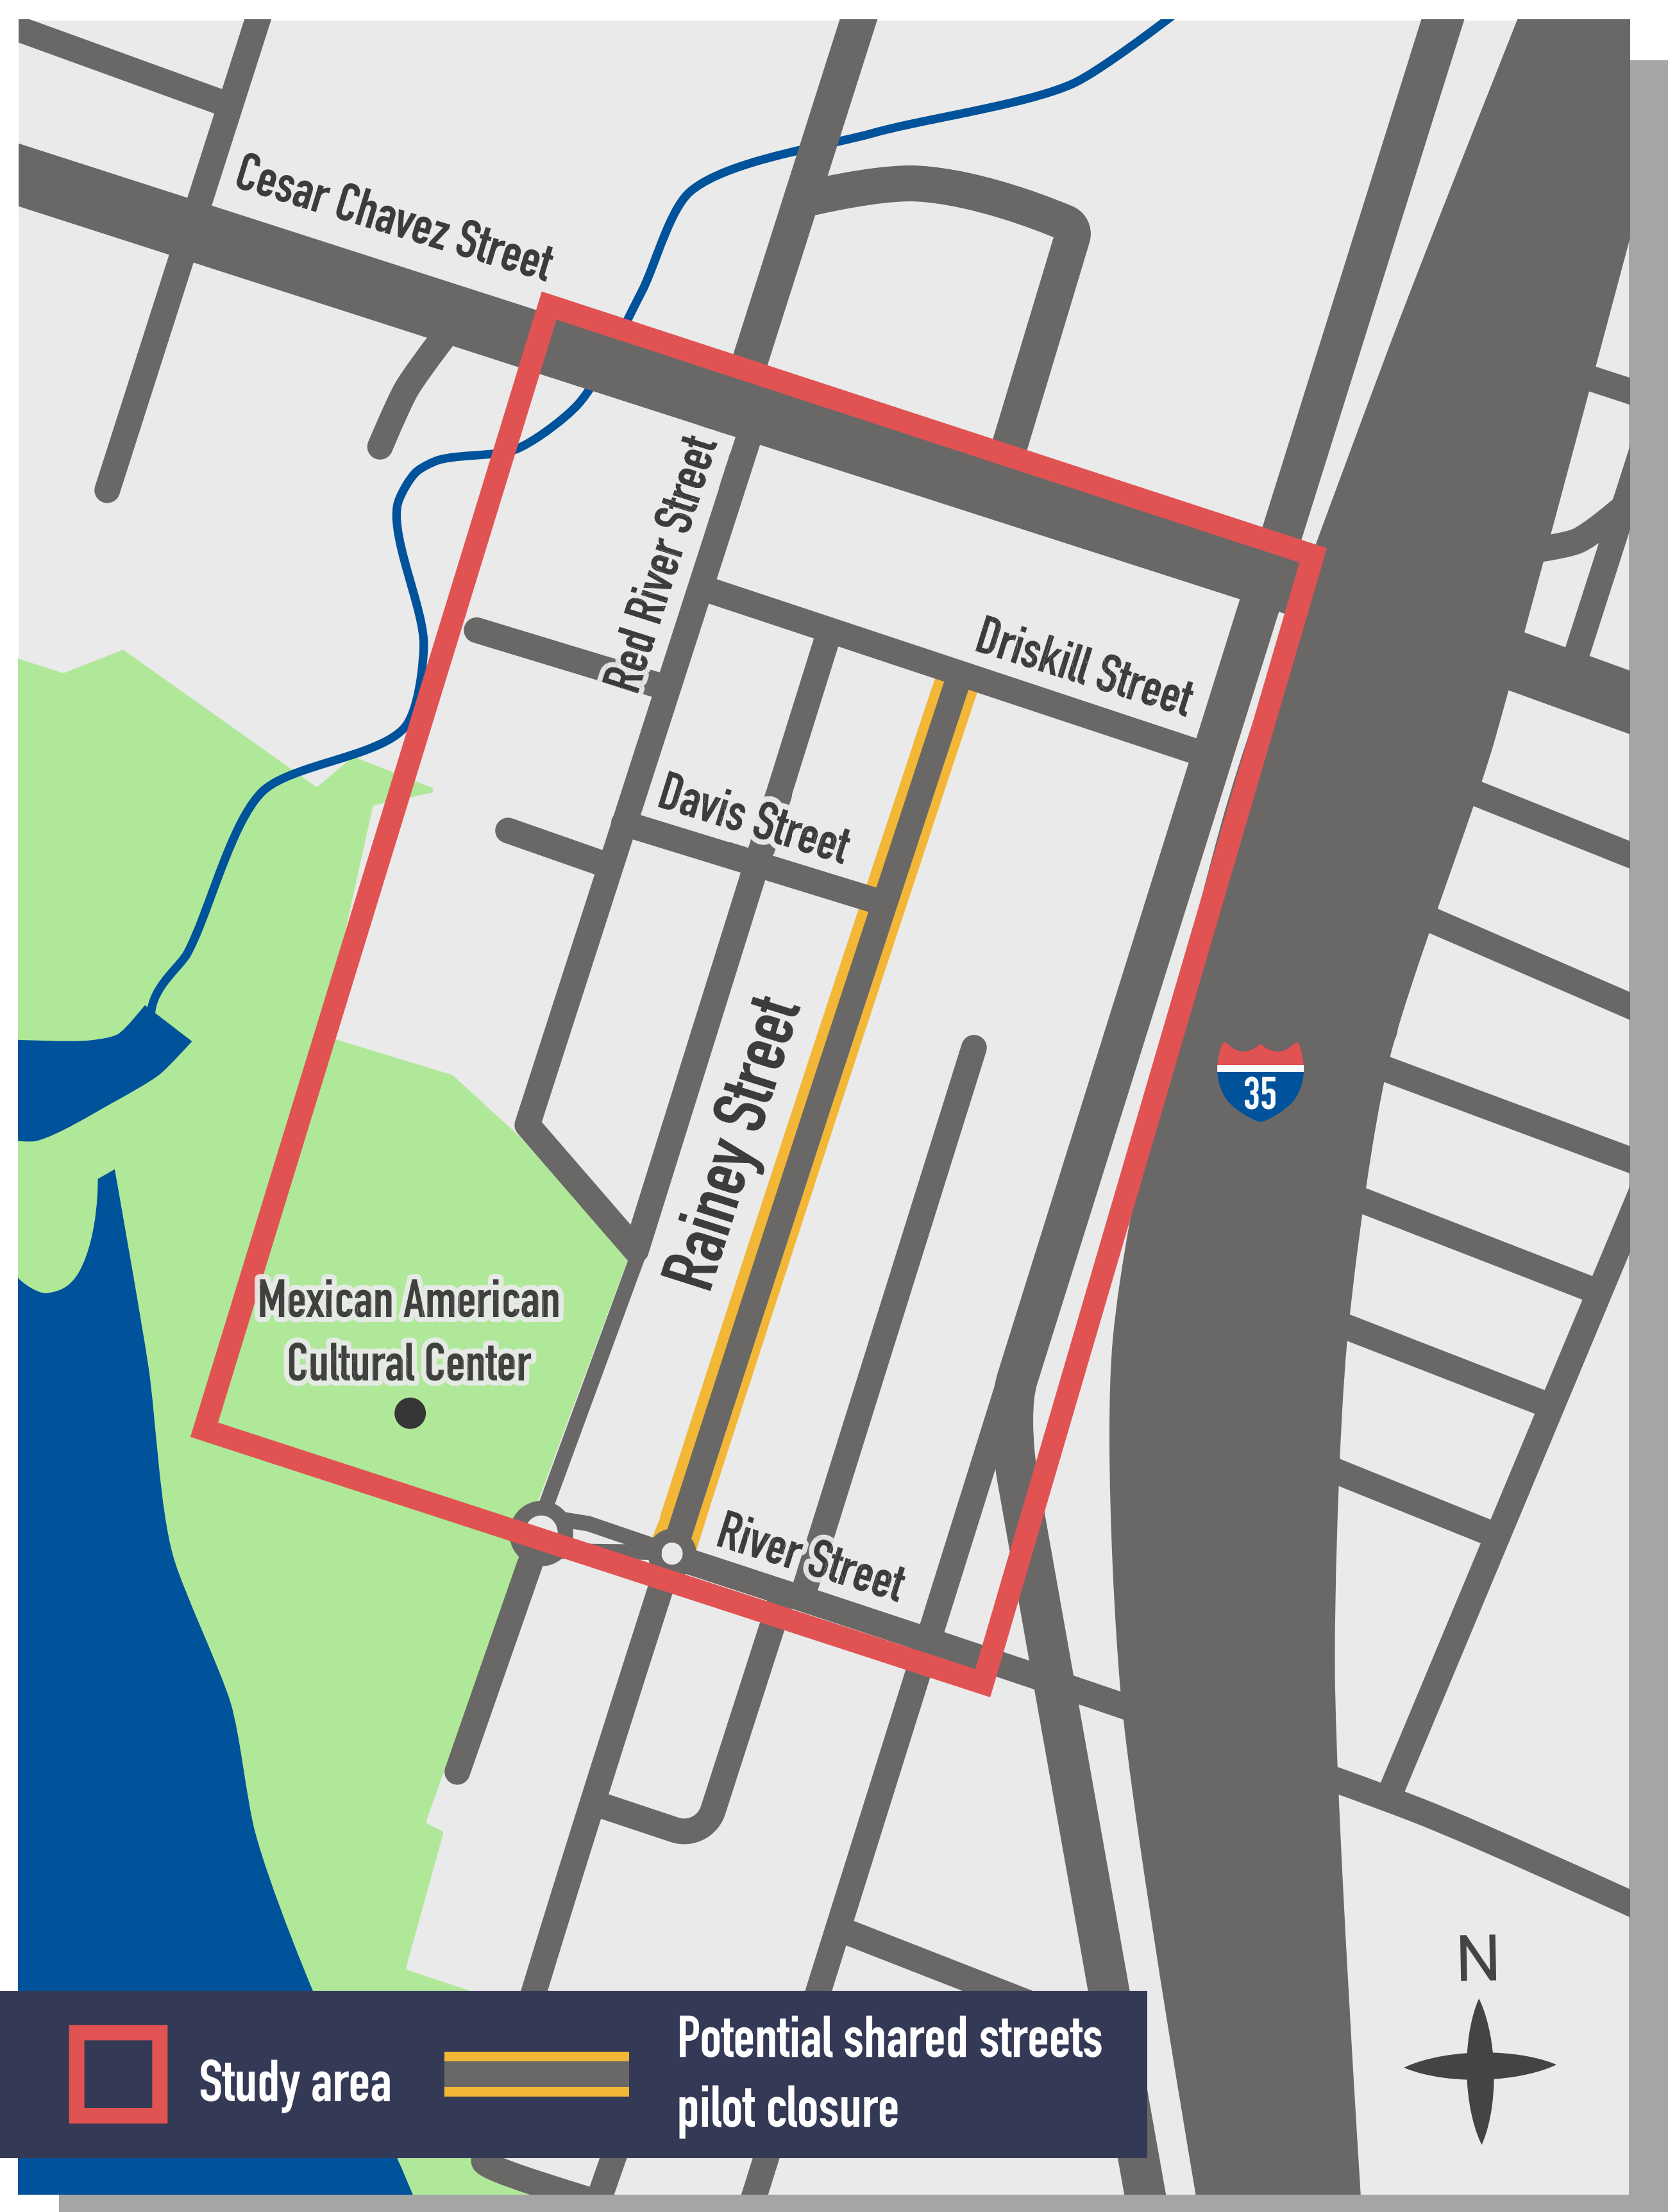 Cesar Chavez Street
Red River Street
Driskill Street
Davis Street
Rainey Street
35
Mexican American
Cultural Center
River Street
N
Study area
Potential shared streets
pilot closure